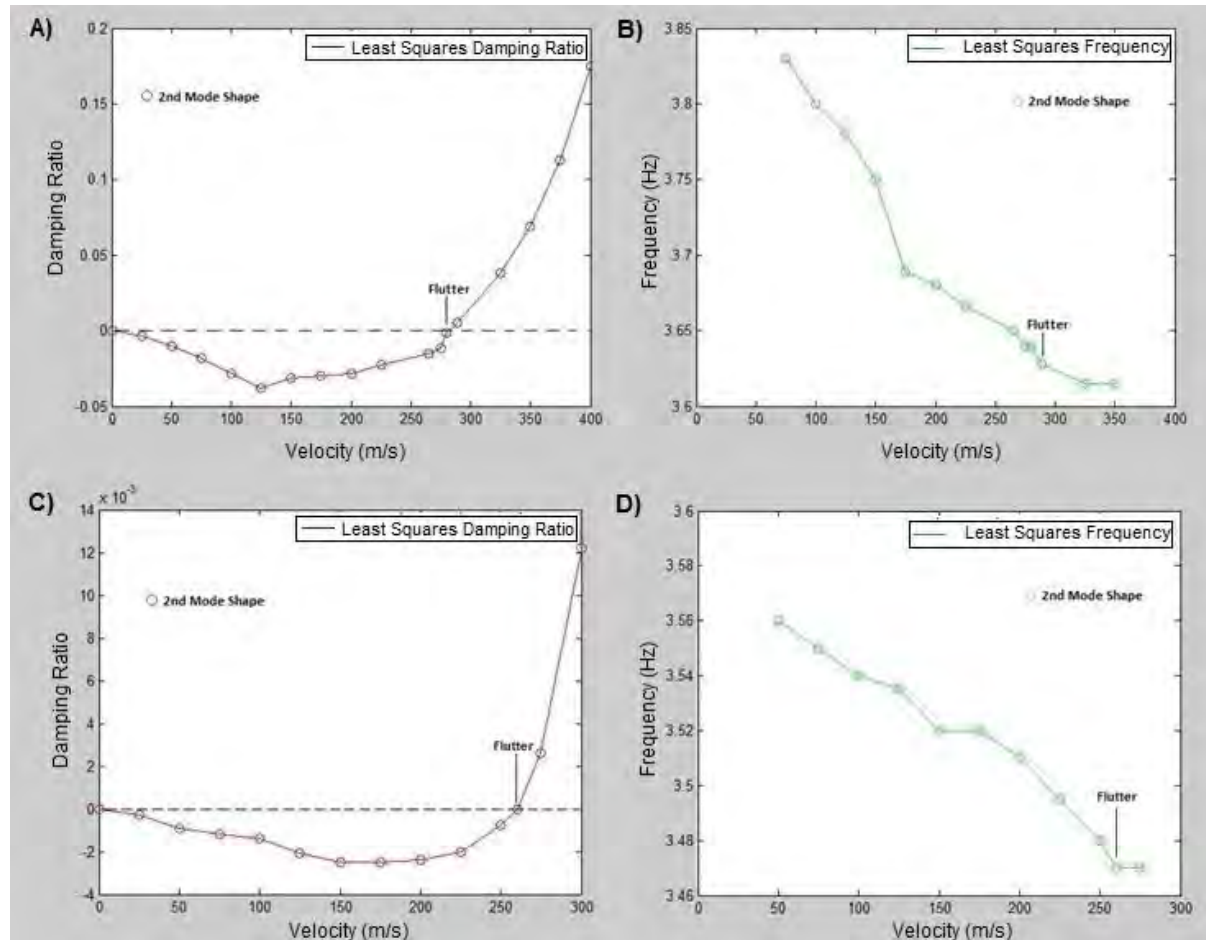 A)
0.2
0.15
0.1
0.05
0
-0.05
Damping Ratio
Least Squares Damping Ratio
2nd Mode Shape
Flutter
0 50 100 150 200 250 300 350 400
Velocity (m/s)
B)
3.85
3.8
3.75
3.7
3.65
3.6
Frequency (Hz)
Least Squares Frequency
2nd Mode Shape
Flutter
0 50 100 150 200 250 300 350 400
Velocity (m/s)
C)
x 10-3
14
12
10
8
6
4
2
0
-2
-4
Damping Ratio
Least Squares Damping Ratio
2nd Mode Shape
Flutter
0 50 100 150 200 250 300
Velocity (m/s)
D)
3.6
3.58
3.56
3.54
3.52
3.5
3.48
3.46
Frequency (Hz)
Least Squares Frequency
2nd Mode Shape
Flutter
0 50 100 150 200 250 300
Velocity (m/s)